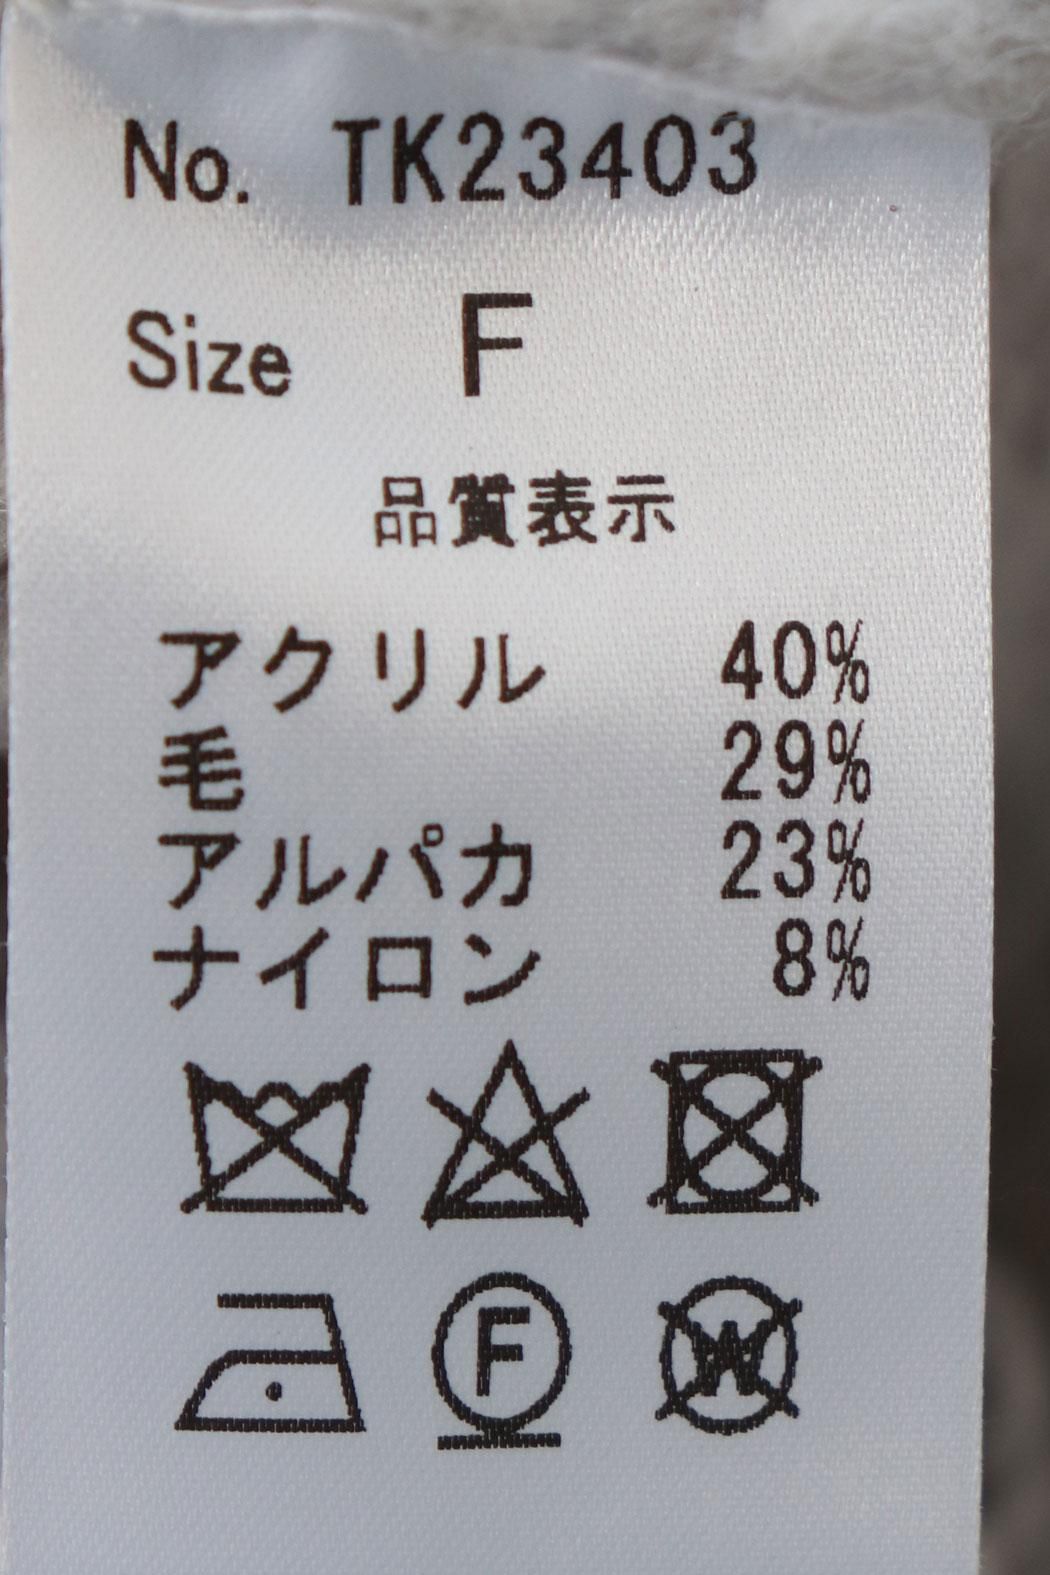 No. TK23403
Size F
品質表示
アクリル 40%
毛 29%
アルパカ 23%
ナイロン 8%
F W